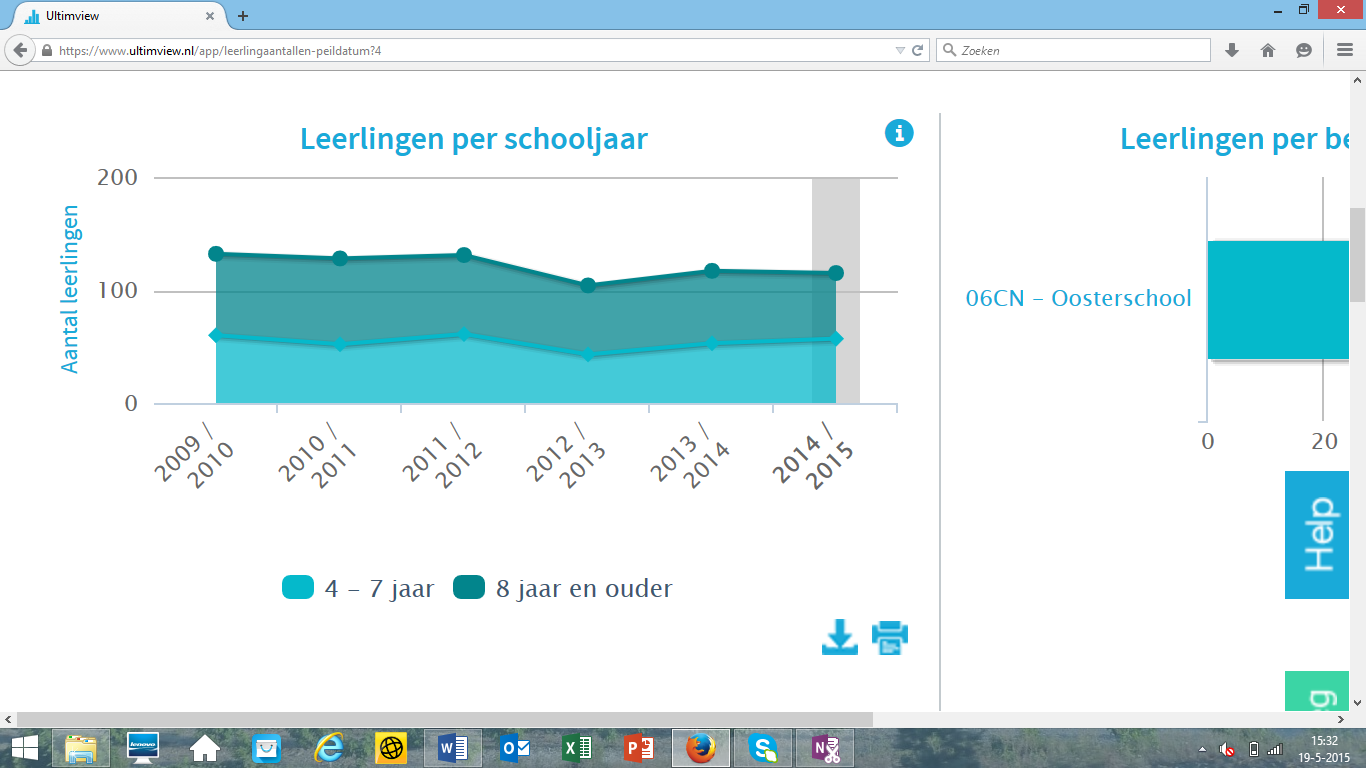 Ultimview
https://www.ultimview.nl/app/leerlingaantallen-peildatum?4
Zoeken
Leerlingen per schooljaar
Aantal leerlingen
200
100
0
2009 /
2010
2010 /
2011
2011 /
2012
2012 /
2013
2013 /
2014
2014 /
2015
4 – 7 jaar
8 jaar en ouder
Leerlingen per be
06CN – Oosterschool
0
20
Help
lenovo
15:32
19-5-2015